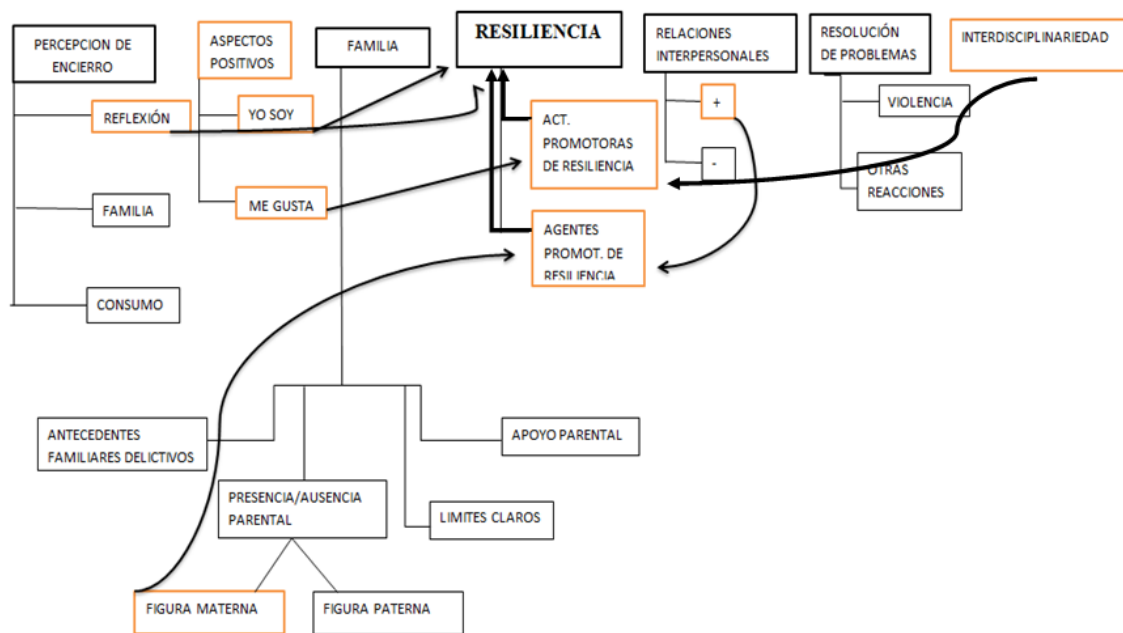 PERCEPCION DE
ENCIERRO
REFLEXIÓN
FAMILIA
CONSUMO
ASPECTOS
POSITIVOS
YO SOY
ME GUSTA
FAMILIA
ANTECEDENTES
FAMILIARES DELICTIVOS
PRESENCIA/AUSENCIA
PARENTAL
FIGURA MATERNA
FIGURA PATERNA
LIMITES CLAROS
APOYO PARENTAL
RESILIENCIA
ACT.
PROMOTORAS
DE RESILIENCIA
AGENTES
PROMOT. DE
RESILIENCIA
RELACIONES
INTERPERSONALES
+
-
RESOLUCIÓN
DE PROBLEMAS
VIOLENCIA
OTRAS
REACCIONES
INTERDISCIPLINARIEDAD